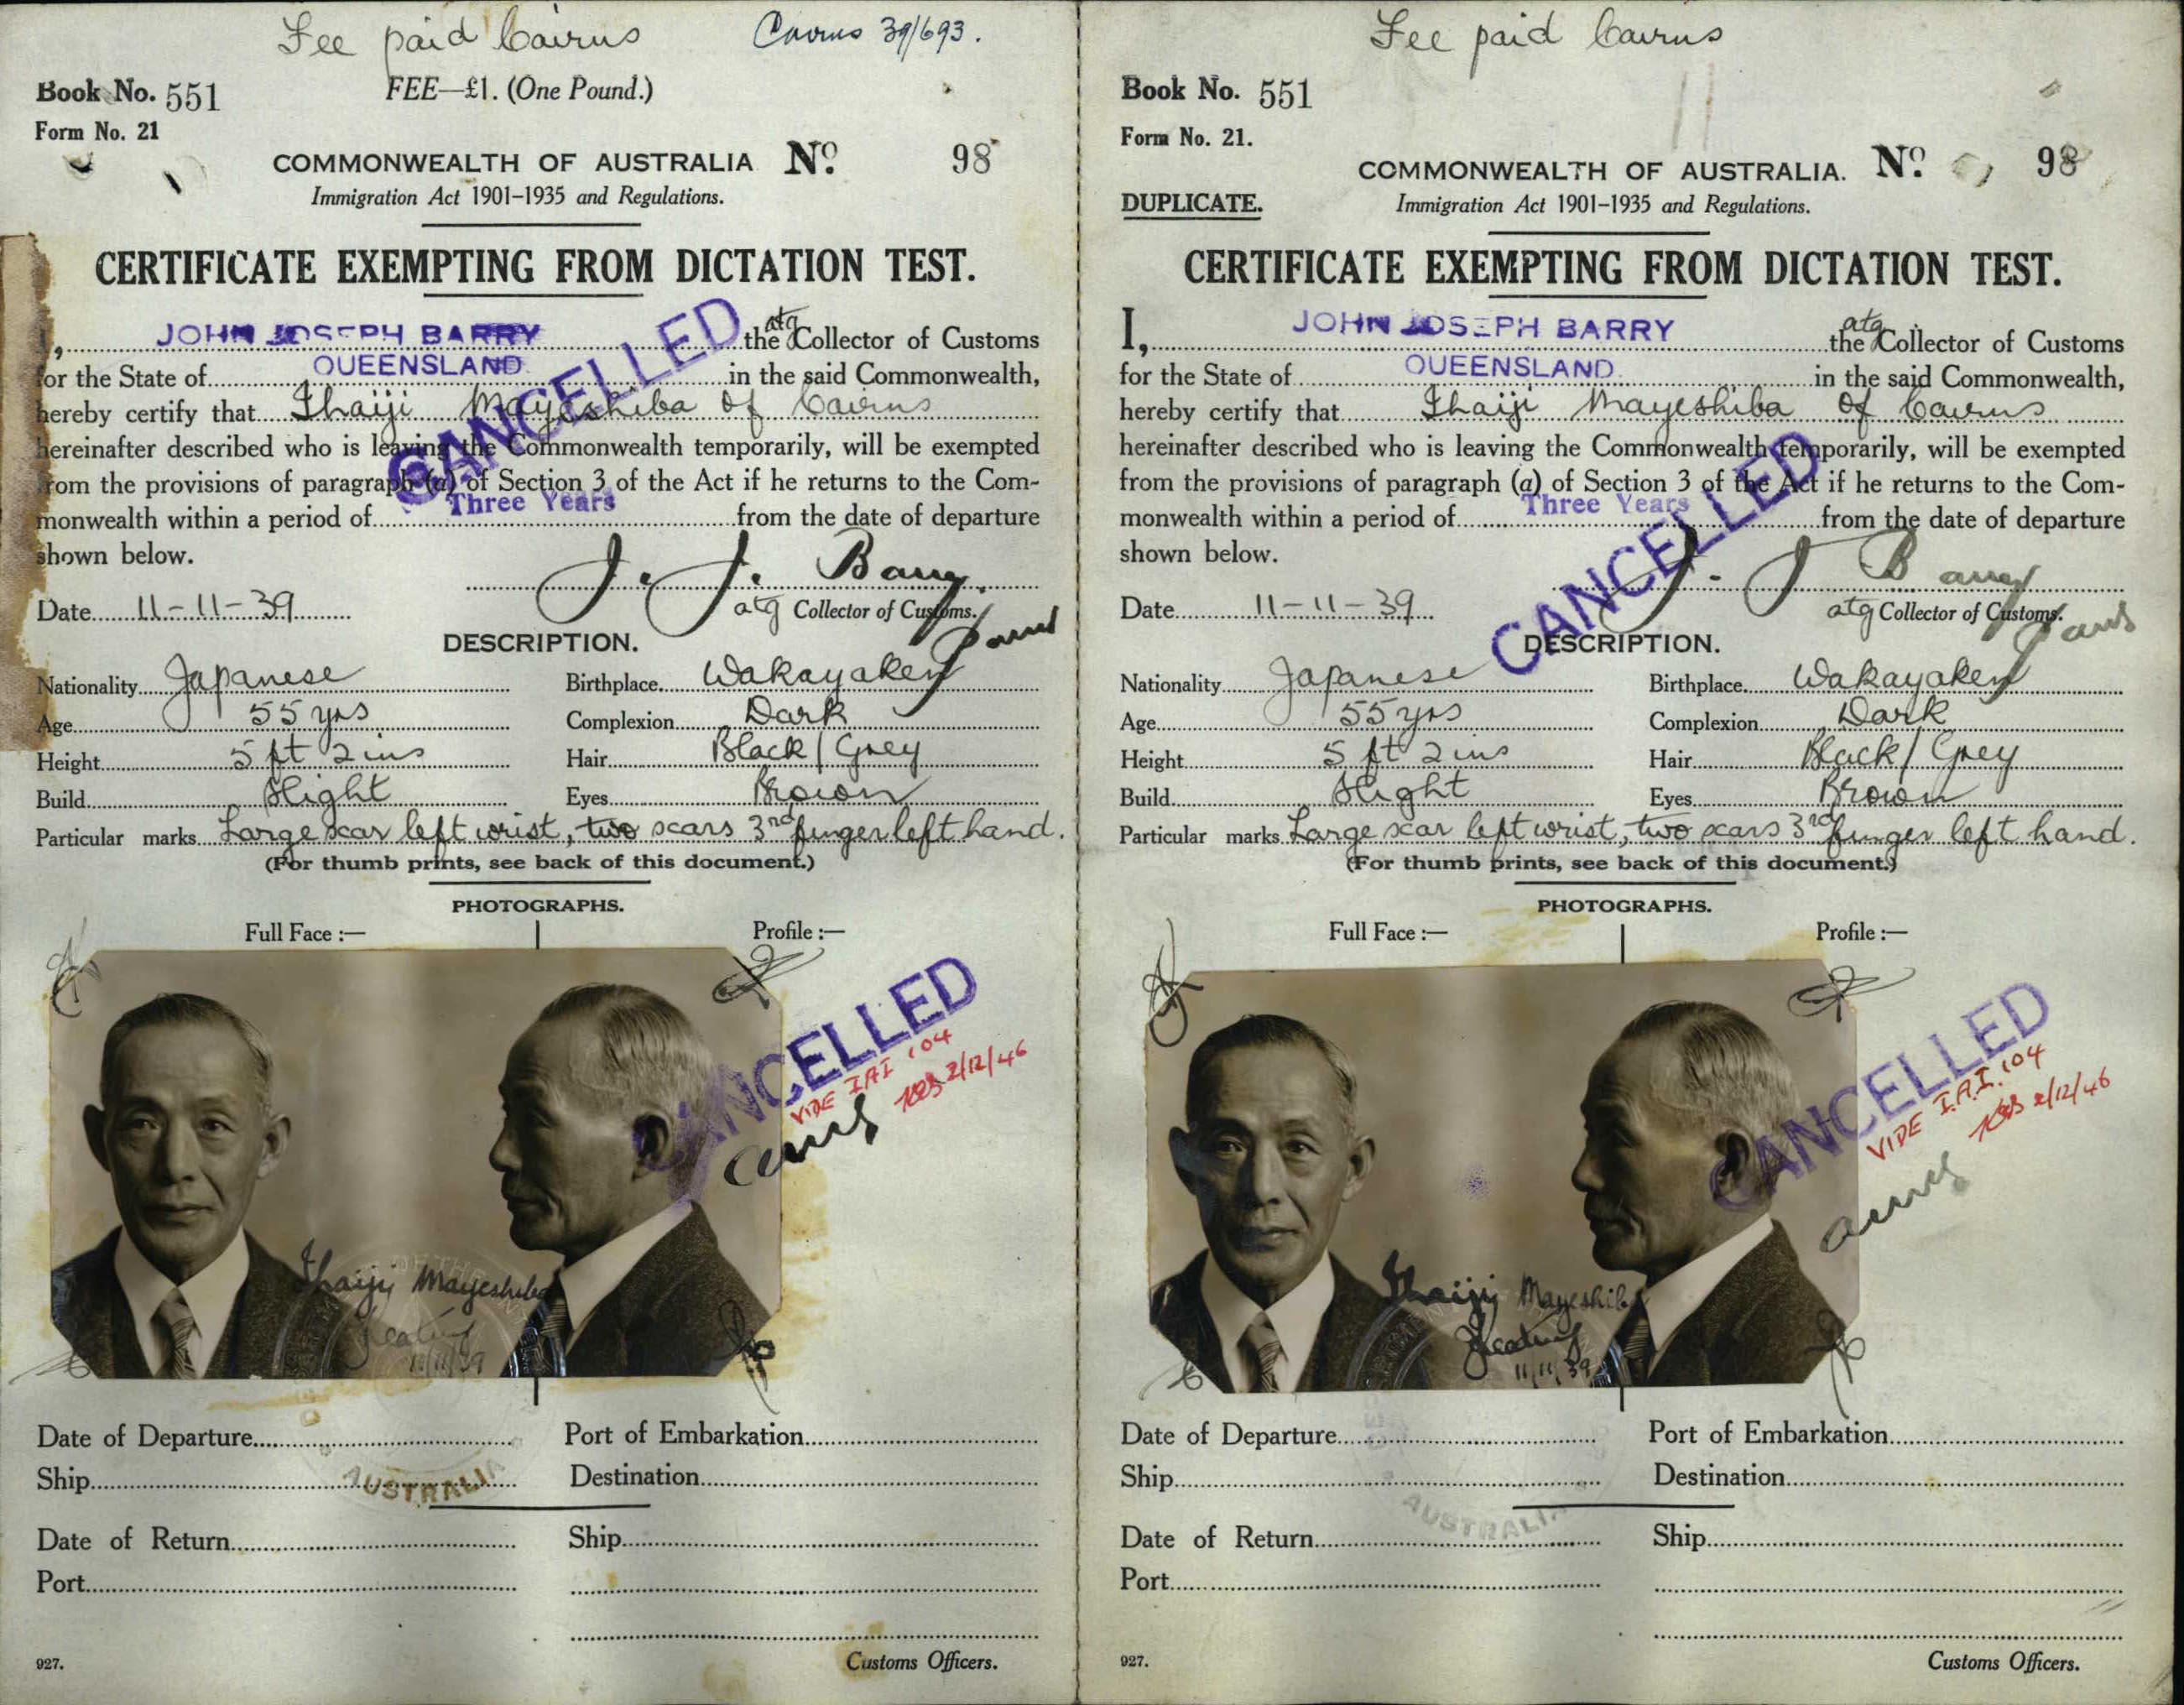 Fee paid Cairns Cairns 39/693.
Book No. 551 FEE—£1. (One Pound.)
Form No. 21
COMMONWEALTH OF AUSTRALIA No. 98
Immigration Act 1901–1935 and Regulations.
CERTIFICATE EXEMPTING FROM DICTATION TEST.
I, JOHN JOSEPH BARRY the atg Collector of Customs
for the State of QUEENSLAND in the said Commonwealth,
hereby certify that Ihaiji Mayeshiba of Cairns
hereinafter described who is leaving the Commonwealth temporarily, will be exempted
from the provisions of paragraph (a) of Section 3 of the Act if he returns to the Com-
monwealth within a period of Three Years from the date of departure
shown below.
CANCELLED
J. J. Barry
Date 11-11-39 atg Collector of Customs.
DESCRIPTION.
Nationality Japanese Birthplace Wakayaken
Age 55 yrs Complexion Dark
Height 5 ft 2 ins Hair Black/Grey
Build Slight Eyes Brown
Particular marks Large scar left wrist, two scars 3rd finger left hand.
(For thumb prints, see back of this document.)
PHOTOGRAPHS.
Full Face :— Profile :—
CANCELLED
VIDE I.A.I. '04
2/12/46
Ihaiji Mayeshiba
11/11/39
Date of Departure Port of Embarkation
Ship Destination
AUSTRALIA
Date of Return Ship
Port
927. Customs Officers.
Fee paid Cairns
Book No. 551
Form No. 21.
COMMONWEALTH OF AUSTRALIA. No. 98
DUPLICATE. Immigration Act 1901–1935 and Regulations.
CERTIFICATE EXEMPTING FROM DICTATION TEST.
I, JOHN JOSEPH BARRY the atg Collector of Customs
for the State of QUEENSLAND in the said Commonwealth,
hereby certify that Ihaiji Mayeshiba of Cairns
hereinafter described who is leaving the Commonwealth temporarily, will be exempted
from the provisions of paragraph (a) of Section 3 of the Act if he returns to the Com-
monwealth within a period of Three Years from the date of departure
shown below.
CANCELLED
J. J. Barry
Date 11-11-39 atg Collector of Customs.
DESCRIPTION.
Nationality Japanese Birthplace Wakayaken
Age 55 yrs Complexion Dark
Height 5 ft 2 ins Hair Black/Grey
Build Slight Eyes Brown
Particular marks Large scar left wrist, two scars 3rd finger left hand.
(For thumb prints, see back of this document.)
PHOTOGRAPHS.
Full Face :— Profile :—
CANCELLED
VIDE I.A.I. '04
2/12/46
Ihaiji Mayeshiba
11/11/39
Date of Departure Port of Embarkation
Ship Destination
AUSTRALIA
Date of Return Ship
Port
927. Customs Officers.